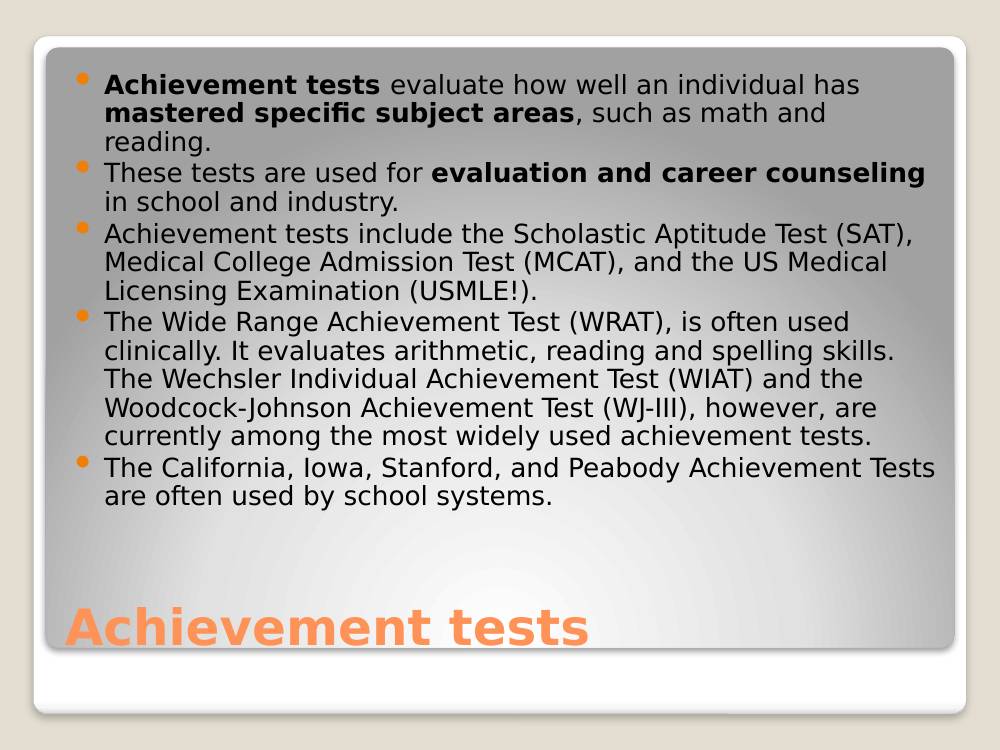 Achievement tests evaluate how well an individual has
mastered specific subject areas, such as math and
reading.
These tests are used for evaluation and career counseling
in school and industry.
Achievement tests include the Scholastic Aptitude Test (SAT),
Medical College Admission Test (MCAT), and the US Medical
Licensing Examination (USMLE!).
The Wide Range Achievement Test (WRAT), is often used
clinically. It evaluates arithmetic, reading and spelling skills.
The Wechsler Individual Achievement Test (WIAT) and the
Woodcock-Johnson Achievement Test (WJ-III), however, are
currently among the most widely used achievement tests.
The California, Iowa, Stanford, and Peabody Achievement Tests
are often used by school systems.
Achievement tests